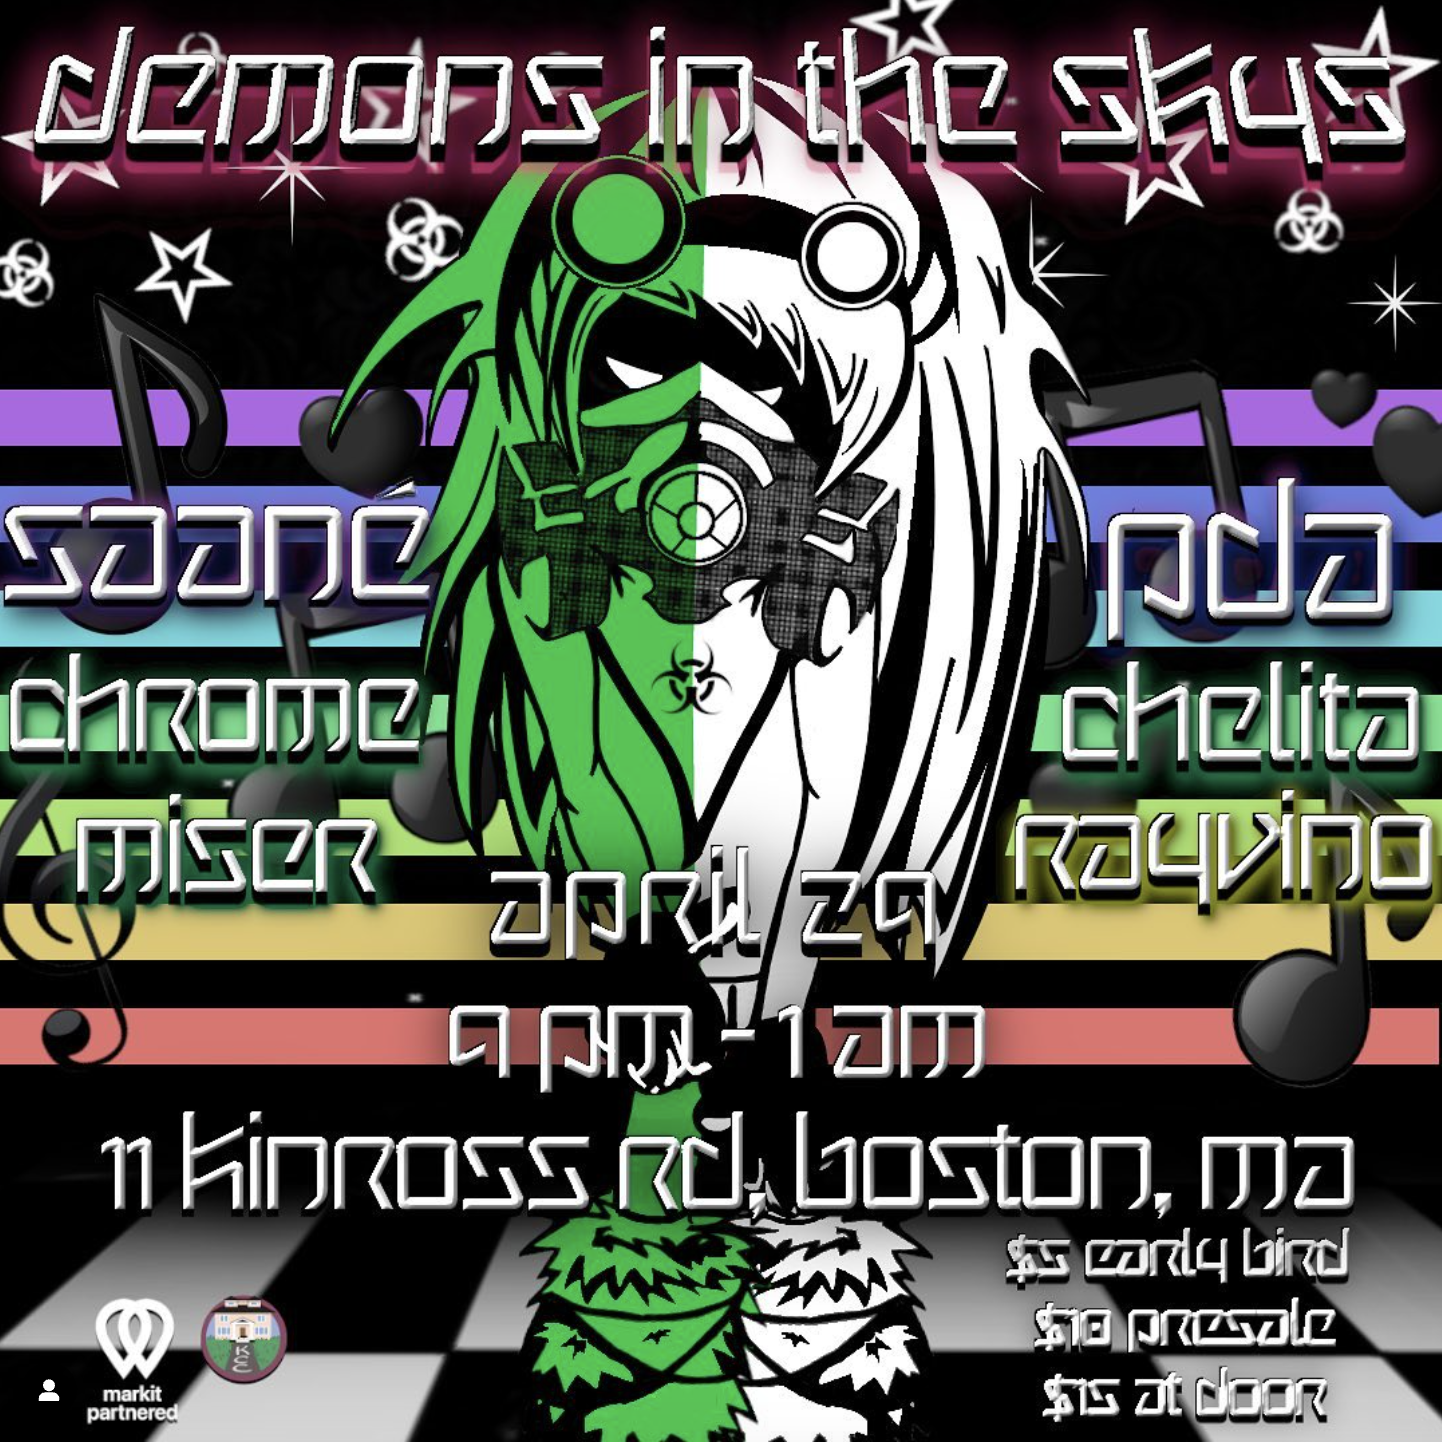 demons in the skys
saané
pda
chrome
chelita
miser
rayvino
april 29
9 pm - 1 am
11 kinross rd, boston, ma
$5 early bird
$10 presale
$15 at door
markit
partnered
KSC